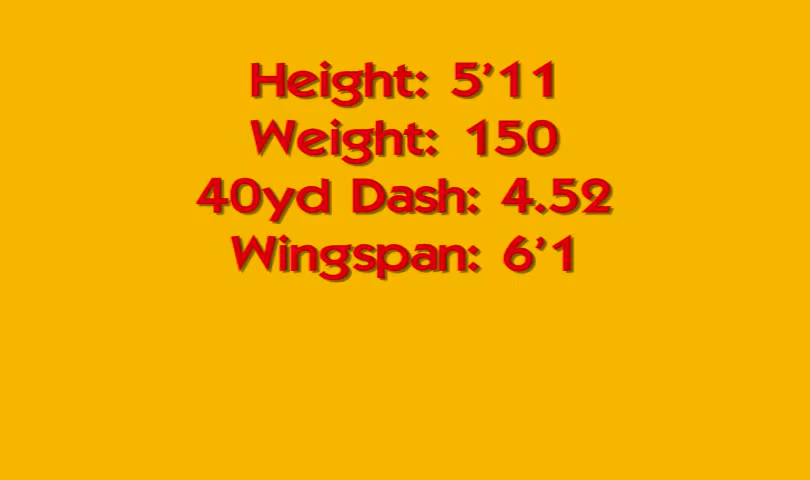 Height: 5’11
Weight: 150
40yd Dash: 4.52
Wingspan: 6’1